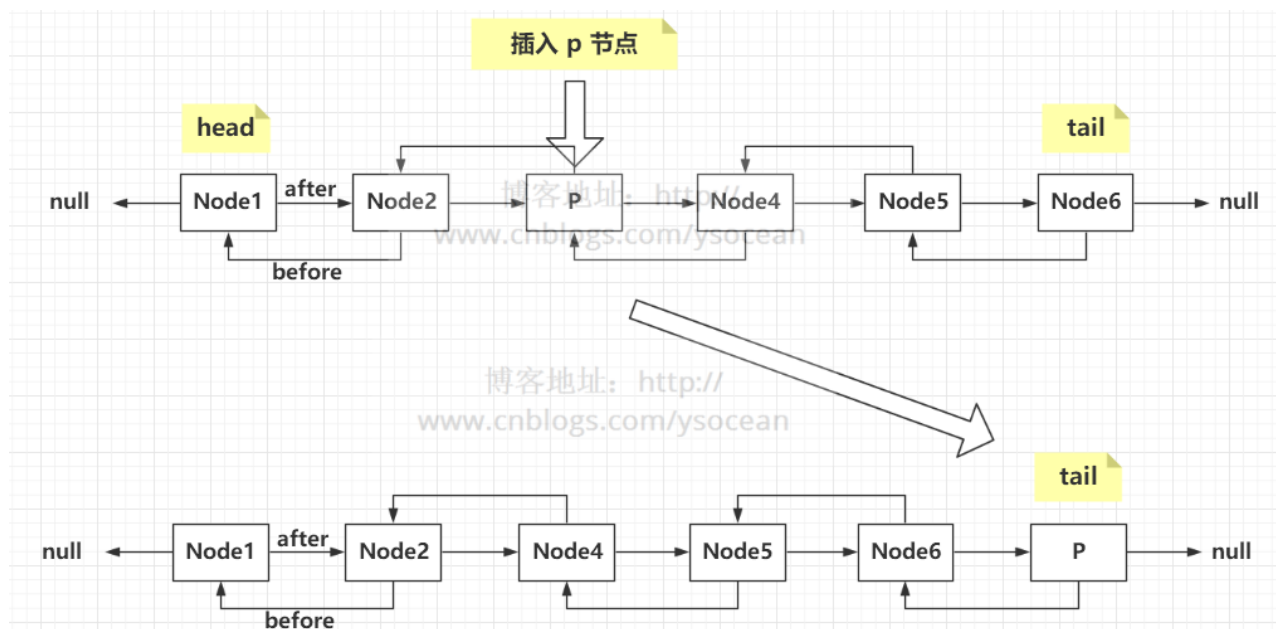 插入 p 节点
head
tail
null
Node1
after
Node2
P
Node4
Node5
Node6
null
before
博客地址：http://
www.cnblogs.com/ysocean
博客地址：http://
www.cnblogs.com/ysocean
tail
null
Node1
after
Node2
Node4
Node5
Node6
P
null
before